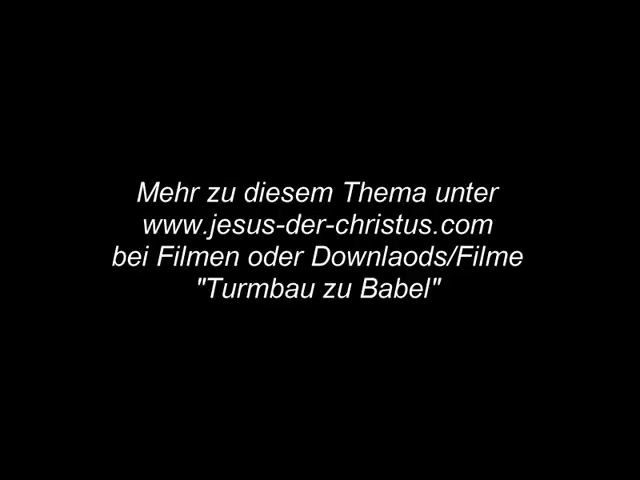 Mehr zu diesem Thema unter
www.jesus-der-christus.com
bei Filmen oder Downlaods/Filme
"Turmbau zu Babel"